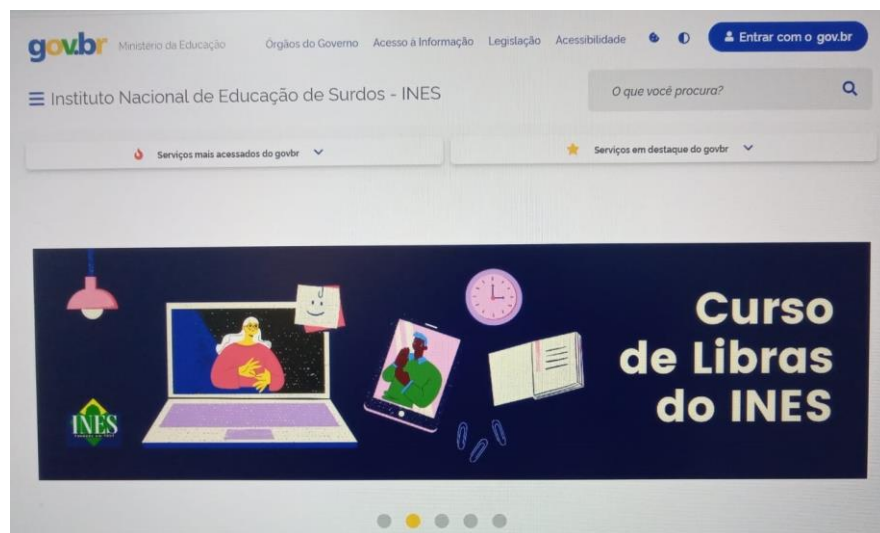 gov.br
Ministério da Educação
Órgãos do Governo
Acesso à Informação
Legislação
Acessibilidade
Entrar com o gov.br
Instituto Nacional de Educação de Surdos - INES
O que você procura?
Serviços mais acessados do govbr
Serviços em destaque do govbr
Curso
de Libras
do INES
INES